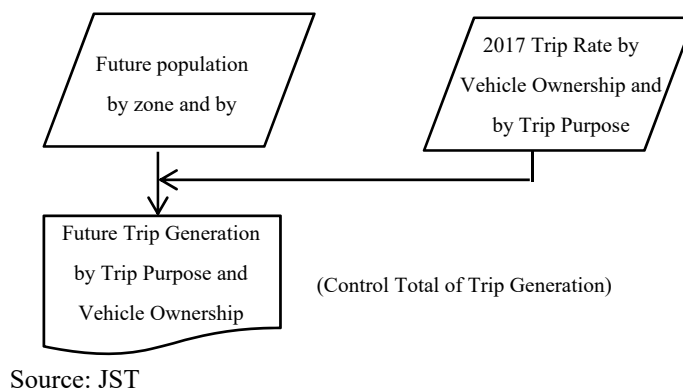 Future population
by zone and by
2017 Trip Rate by
Vehicle Ownership and
by Trip Purpose
Future Trip Generation
by Trip Purpose and
Vehicle Ownership
(Control Total of Trip Generation)
Source: JST